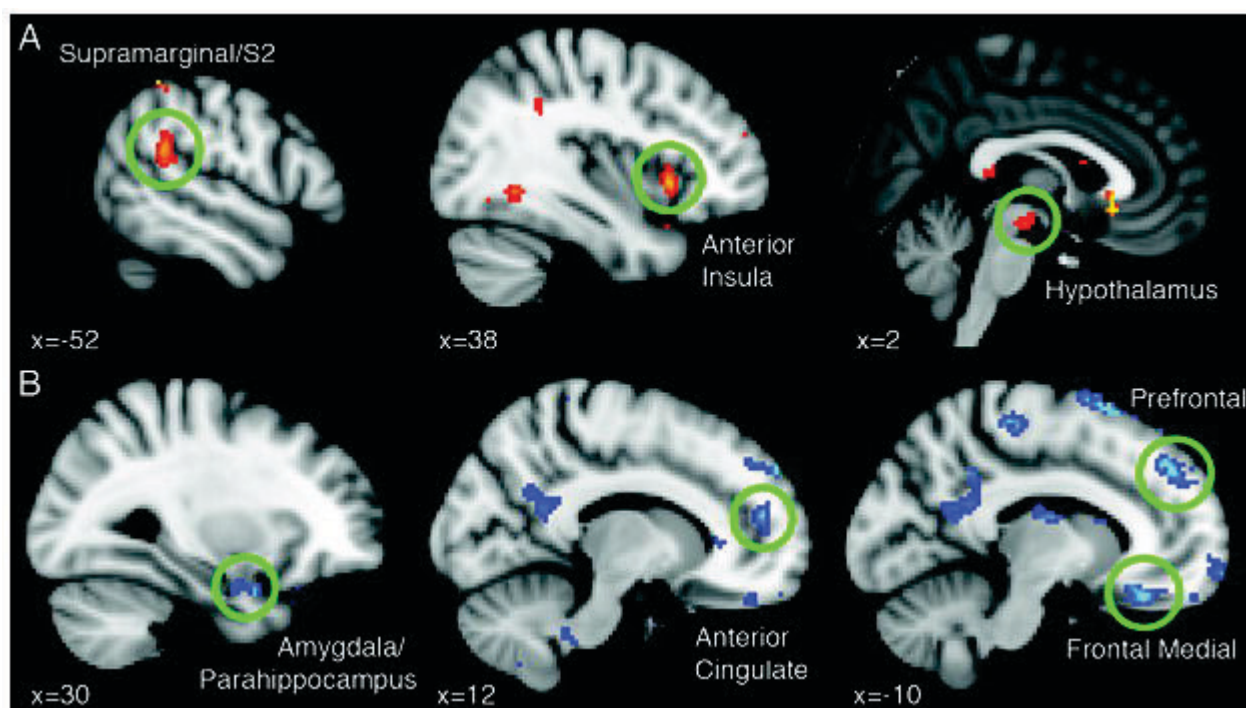 A
Supramarginal/S2
Anterior
Insula
Hypothalamus
x=-52
x=38
x=2
B
Prefrontal
Amygdala/
Parahippocampus
Anterior
Cingulate
Frontal Medial
x=30
x=12
x=-10